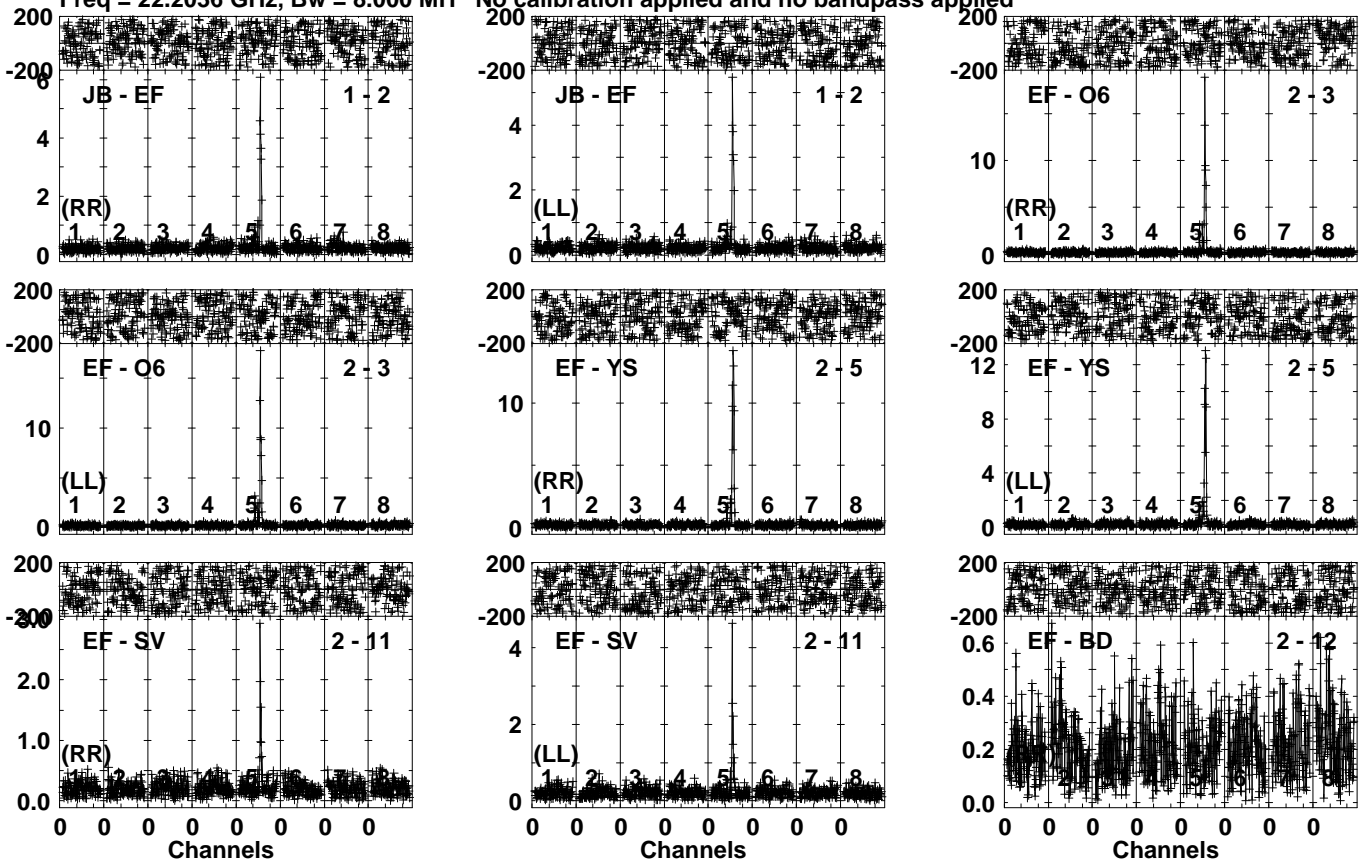 Freq = 22.2036 GHz, Bw = 8.000 MH No calibration applied and no bandpass applied
200 200 200
-200 -200 -200
JB - EF 1 - 2 JB - EF 1 - 2 EF - O6 2 - 3
6
4 4 10
2 2
(RR) (LL) (RR)
1 2 3 4 5 6 7 8 1 2 3 4 5 6 7 8 1 2 3 4 5 6 7 8
0 0 0
200 200 200
-200 -200 -200
EF - O6 2 - 3 EF - YS 2 - 5 EF - YS 2 - 5
12
10 10 8
4
(LL) (RR) (LL)
1 2 3 4 5 6 7 8 1 2 3 4 5 6 7 8 1 2 3 4 5 6 7 8
0 0 0
200 200 200
-200 -200 -200
3.0
EF - SV 2 - 11 EF - SV 2 - 11 EF - BD 2 - 12
4 0.6
2.0 0.4
1.0 2 0.2
(RR) (LL)
1 2 3 4 5 6 7 8 1 2 3 4 5 6 7 8 2 5 6 7 8
0.0 0 0.0
0 0 0 0 0 0 0 0 0 0 0 0 0 0 0 0 0 0 0 0 0 0 0 0
Channels Channels Channels